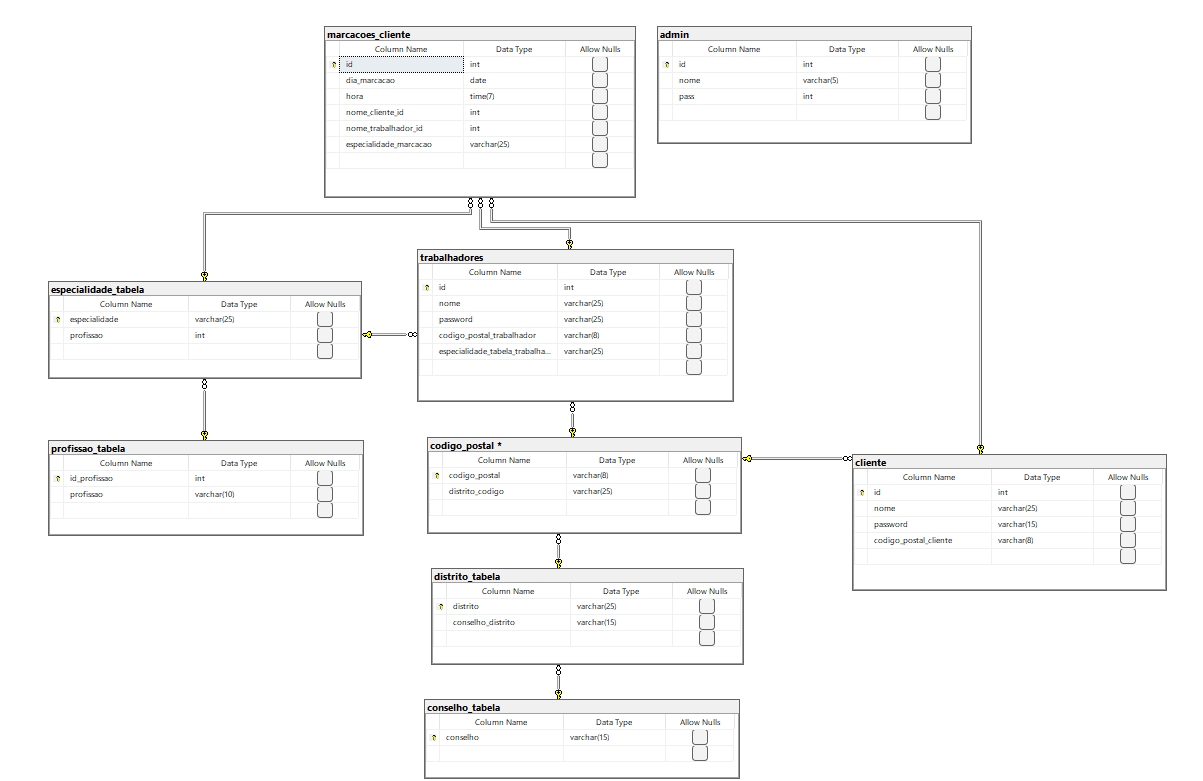 marcacoes_cliente
Column Name Data Type Allow Nulls
id int
dia_marcacao date
hora time(7)
nome_cliente_id int
nome_trabalhador_id int
especialidade_marcacao varchar(25)
admin
Column Name Data Type Allow Nulls
id int
nome varchar(5)
pass int
trabalhadores
Column Name Data Type Allow Nulls
id int
nome varchar(25)
password varchar(25)
codigo_postal_trabalhador varchar(8)
especialidade_tabela_trabalha... varchar(25)
especialidade_tabela
Column Name Data Type Allow Nulls
especialidade varchar(25)
profissao int
profissao_tabela
Column Name Data Type Allow Nulls
id_profissao int
profissao varchar(10)
codigo_postal *
Column Name Data Type Allow Nulls
codigo_postal varchar(8)
distrito_codigo varchar(25)
cliente
Column Name Data Type Allow Nulls
id int
nome varchar(25)
password varchar(15)
codigo_postal_cliente varchar(8)
distrito_tabela
Column Name Data Type Allow Nulls
distrito varchar(25)
conselho_distrito varchar(15)
conselho_tabela
Column Name Data Type Allow Nulls
conselho varchar(15)